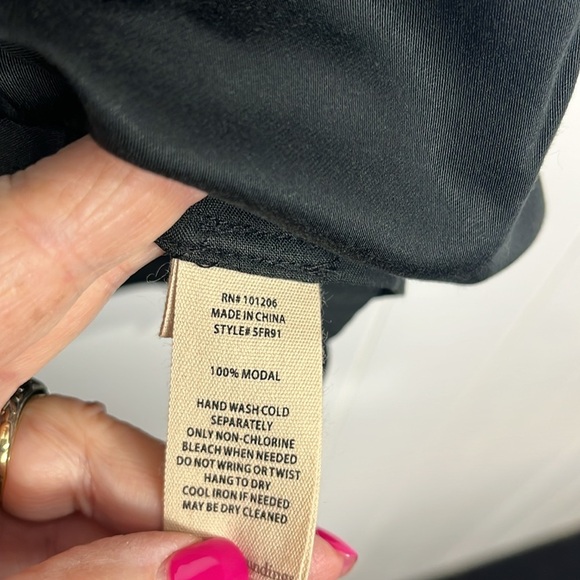 RN# 101206
MADE IN CHINA
STYLE# 5FR91
100% MODAL
HAND WASH COLD
SEPARATELY
ONLY NON-CHLORINE
BLEACH WHEN NEEDED
DO NOT WRING OR TWIST
HANG TO DRY
COOL IRON IF NEEDED
MAY BE DRY CLEANED